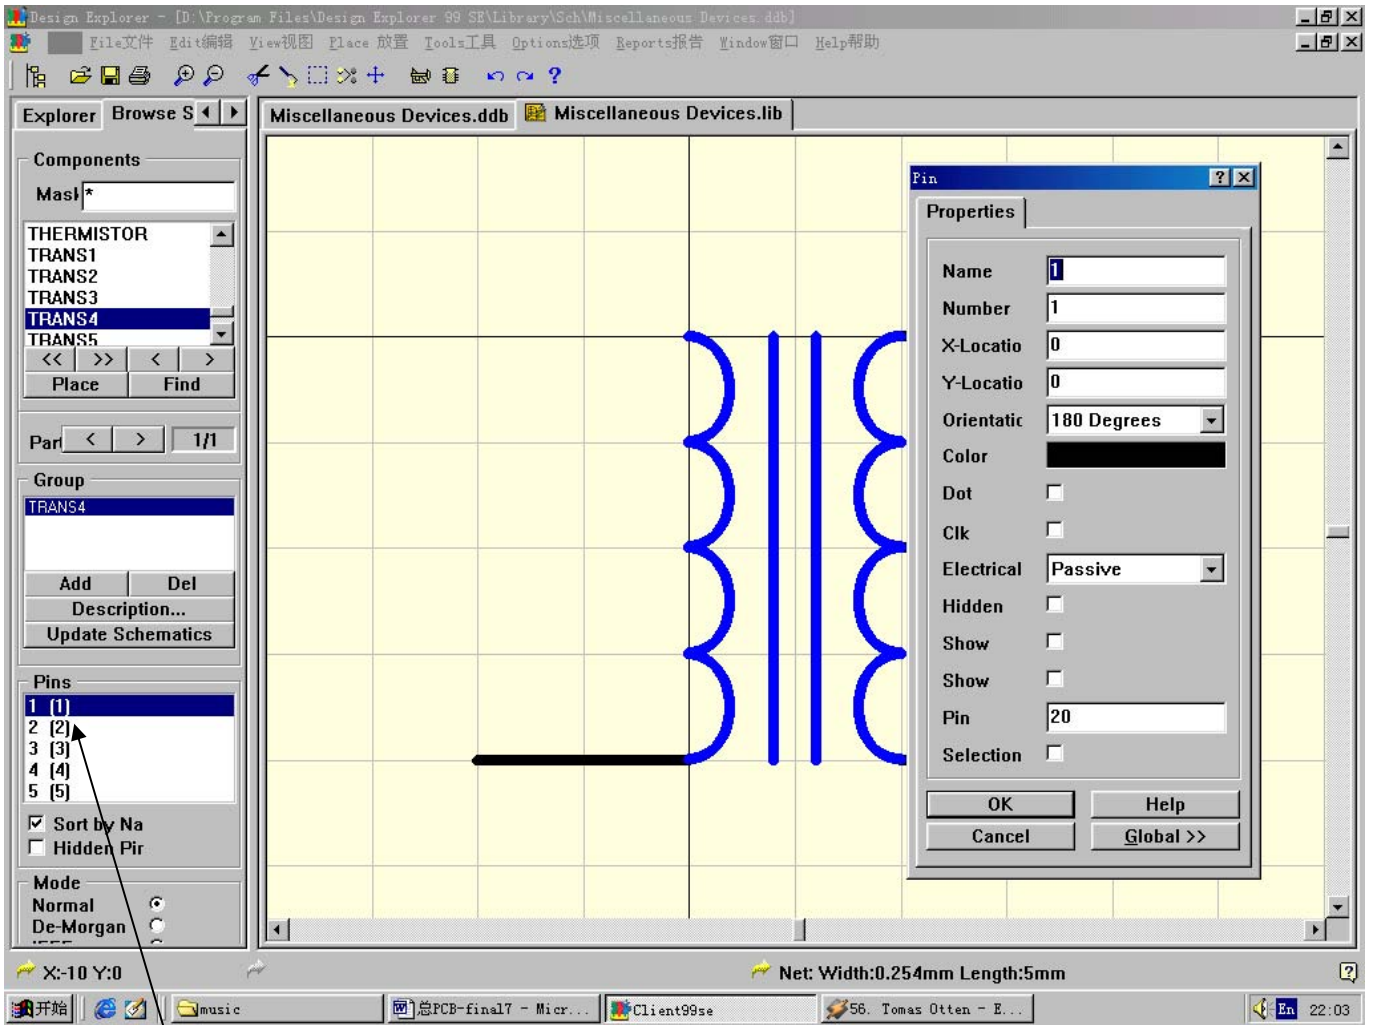 Design Explorer - [D:\Program Files\Design Explorer 99 SE\Library\Sch\Miscellaneous Devices.ddb]
File文件 Edit编辑 View视图 Place 放置 Tools工具 Options选项 Reports报告 Window窗口 Help帮助
Explorer Browse S
Miscellaneous Devices.ddb Miscellaneous Devices.lib
Components
Mask *
THERMISTOR
TRANS1
TRANS2
TRANS3
TRANS4
TRANS5
<< >> < >
Place Find
Part < > 1/1
Group
TRANS4
Add Del
Description...
Update Schematics
Pins
1 (1)
2 (2)
3 (3)
4 (4)
5 (5)
Sort by Na
Hidden Pir
Mode
Normal
De-Morgan
Pin
Properties
Name 1
Number 1
X-Locatio 0
Y-Locatio 0
Orientatic 180 Degrees
Color
Dot
Clk
Electrical Passive
Hidden
Show
Show
Pin 20
Selection
OK Help
Cancel Global >>
X:-10 Y:0
Net: Width:0.254mm Length:5mm
开始 music 总PCB-final7 - Micr... Client99se 56. Tomas Otten - E... En 22:03